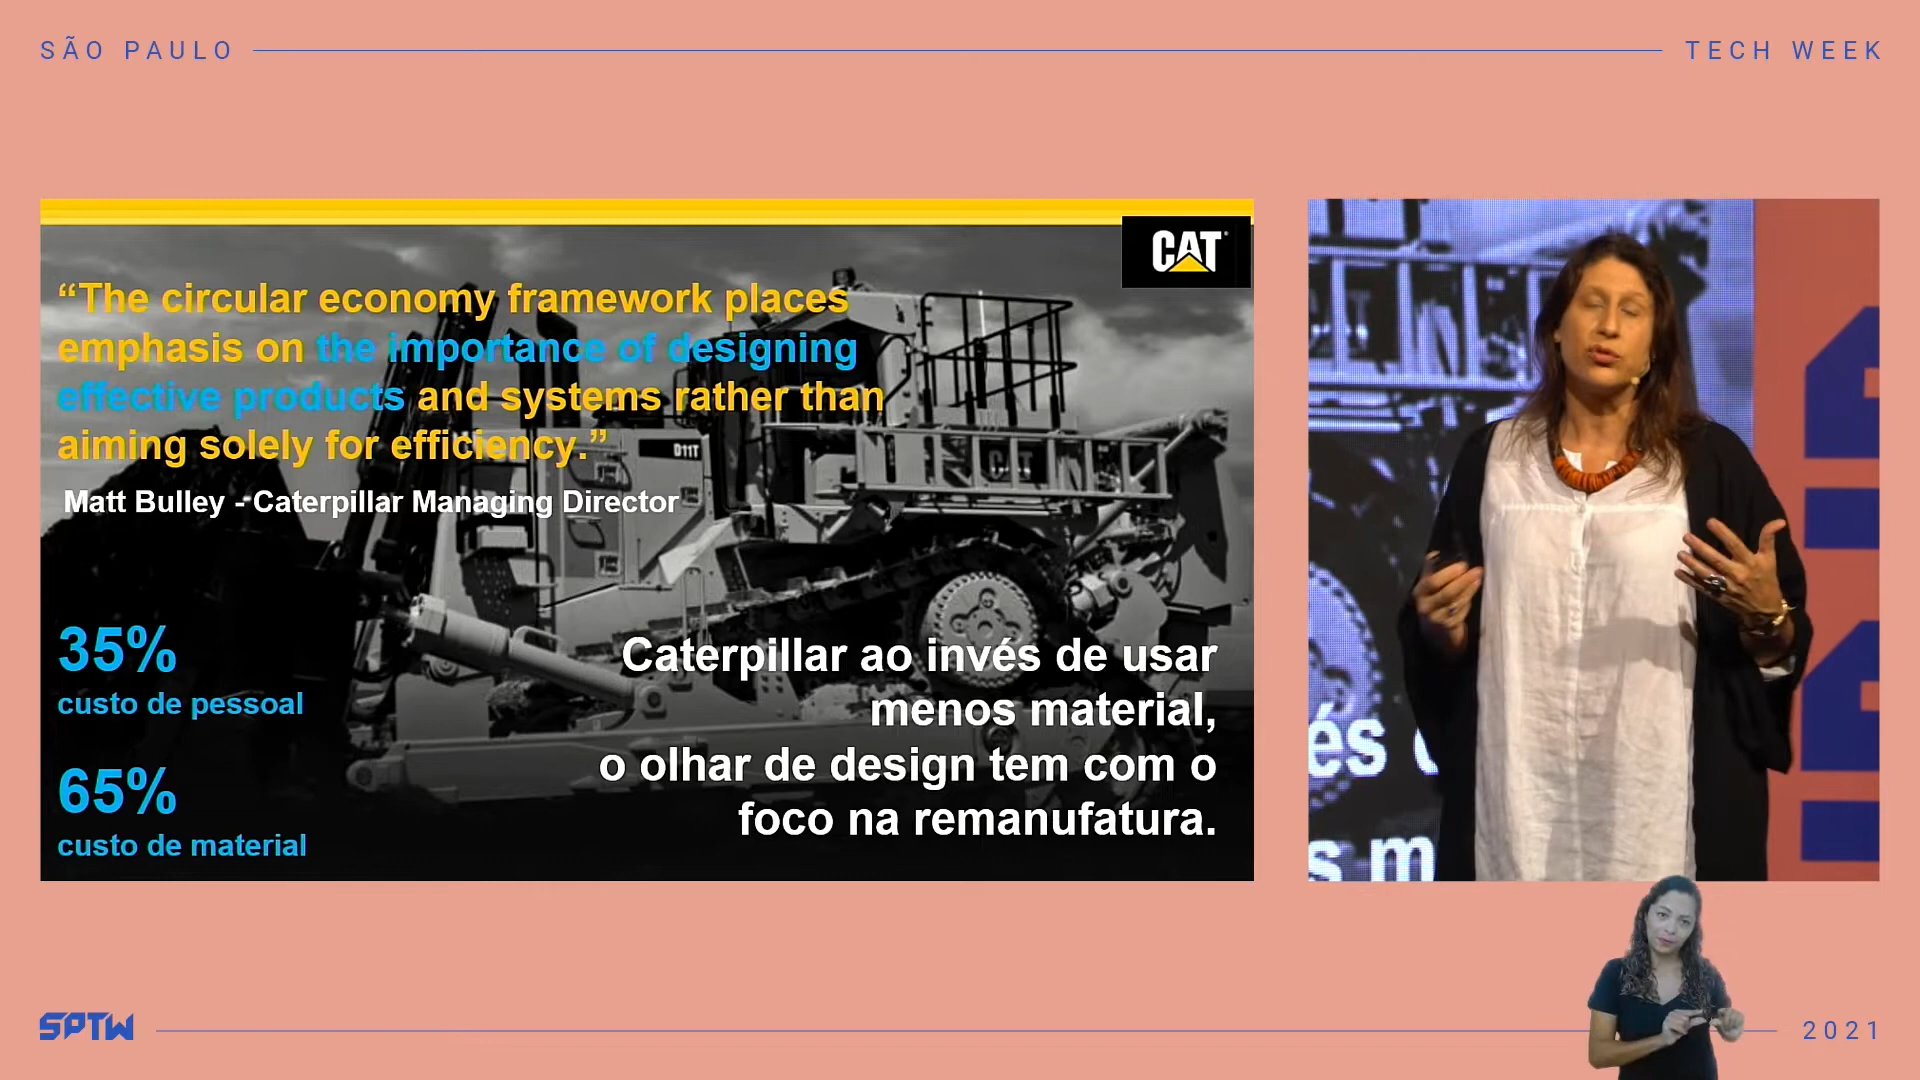 SÃO PAULO
TECH WEEK
CAT
“The circular economy framework places
emphasis on the importance of designing
effective products and systems rather than
aiming solely for efficiency.”
D11T
Matt Bulley - Caterpillar Managing Director
35%
custo de pessoal
65%
custo de material
Caterpillar ao invés de usar
menos material,
o olhar de design tem com o
foco na remanufatura.
és
s m
SPTW
2021